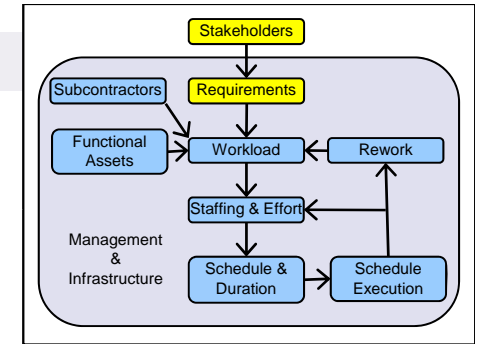 Stakeholders
Subcontractors
Requirements
Functional
Assets
Workload
Rework
Staffing & Effort
Management
&
Infrastructure
Schedule &
Duration
Schedule
Execution